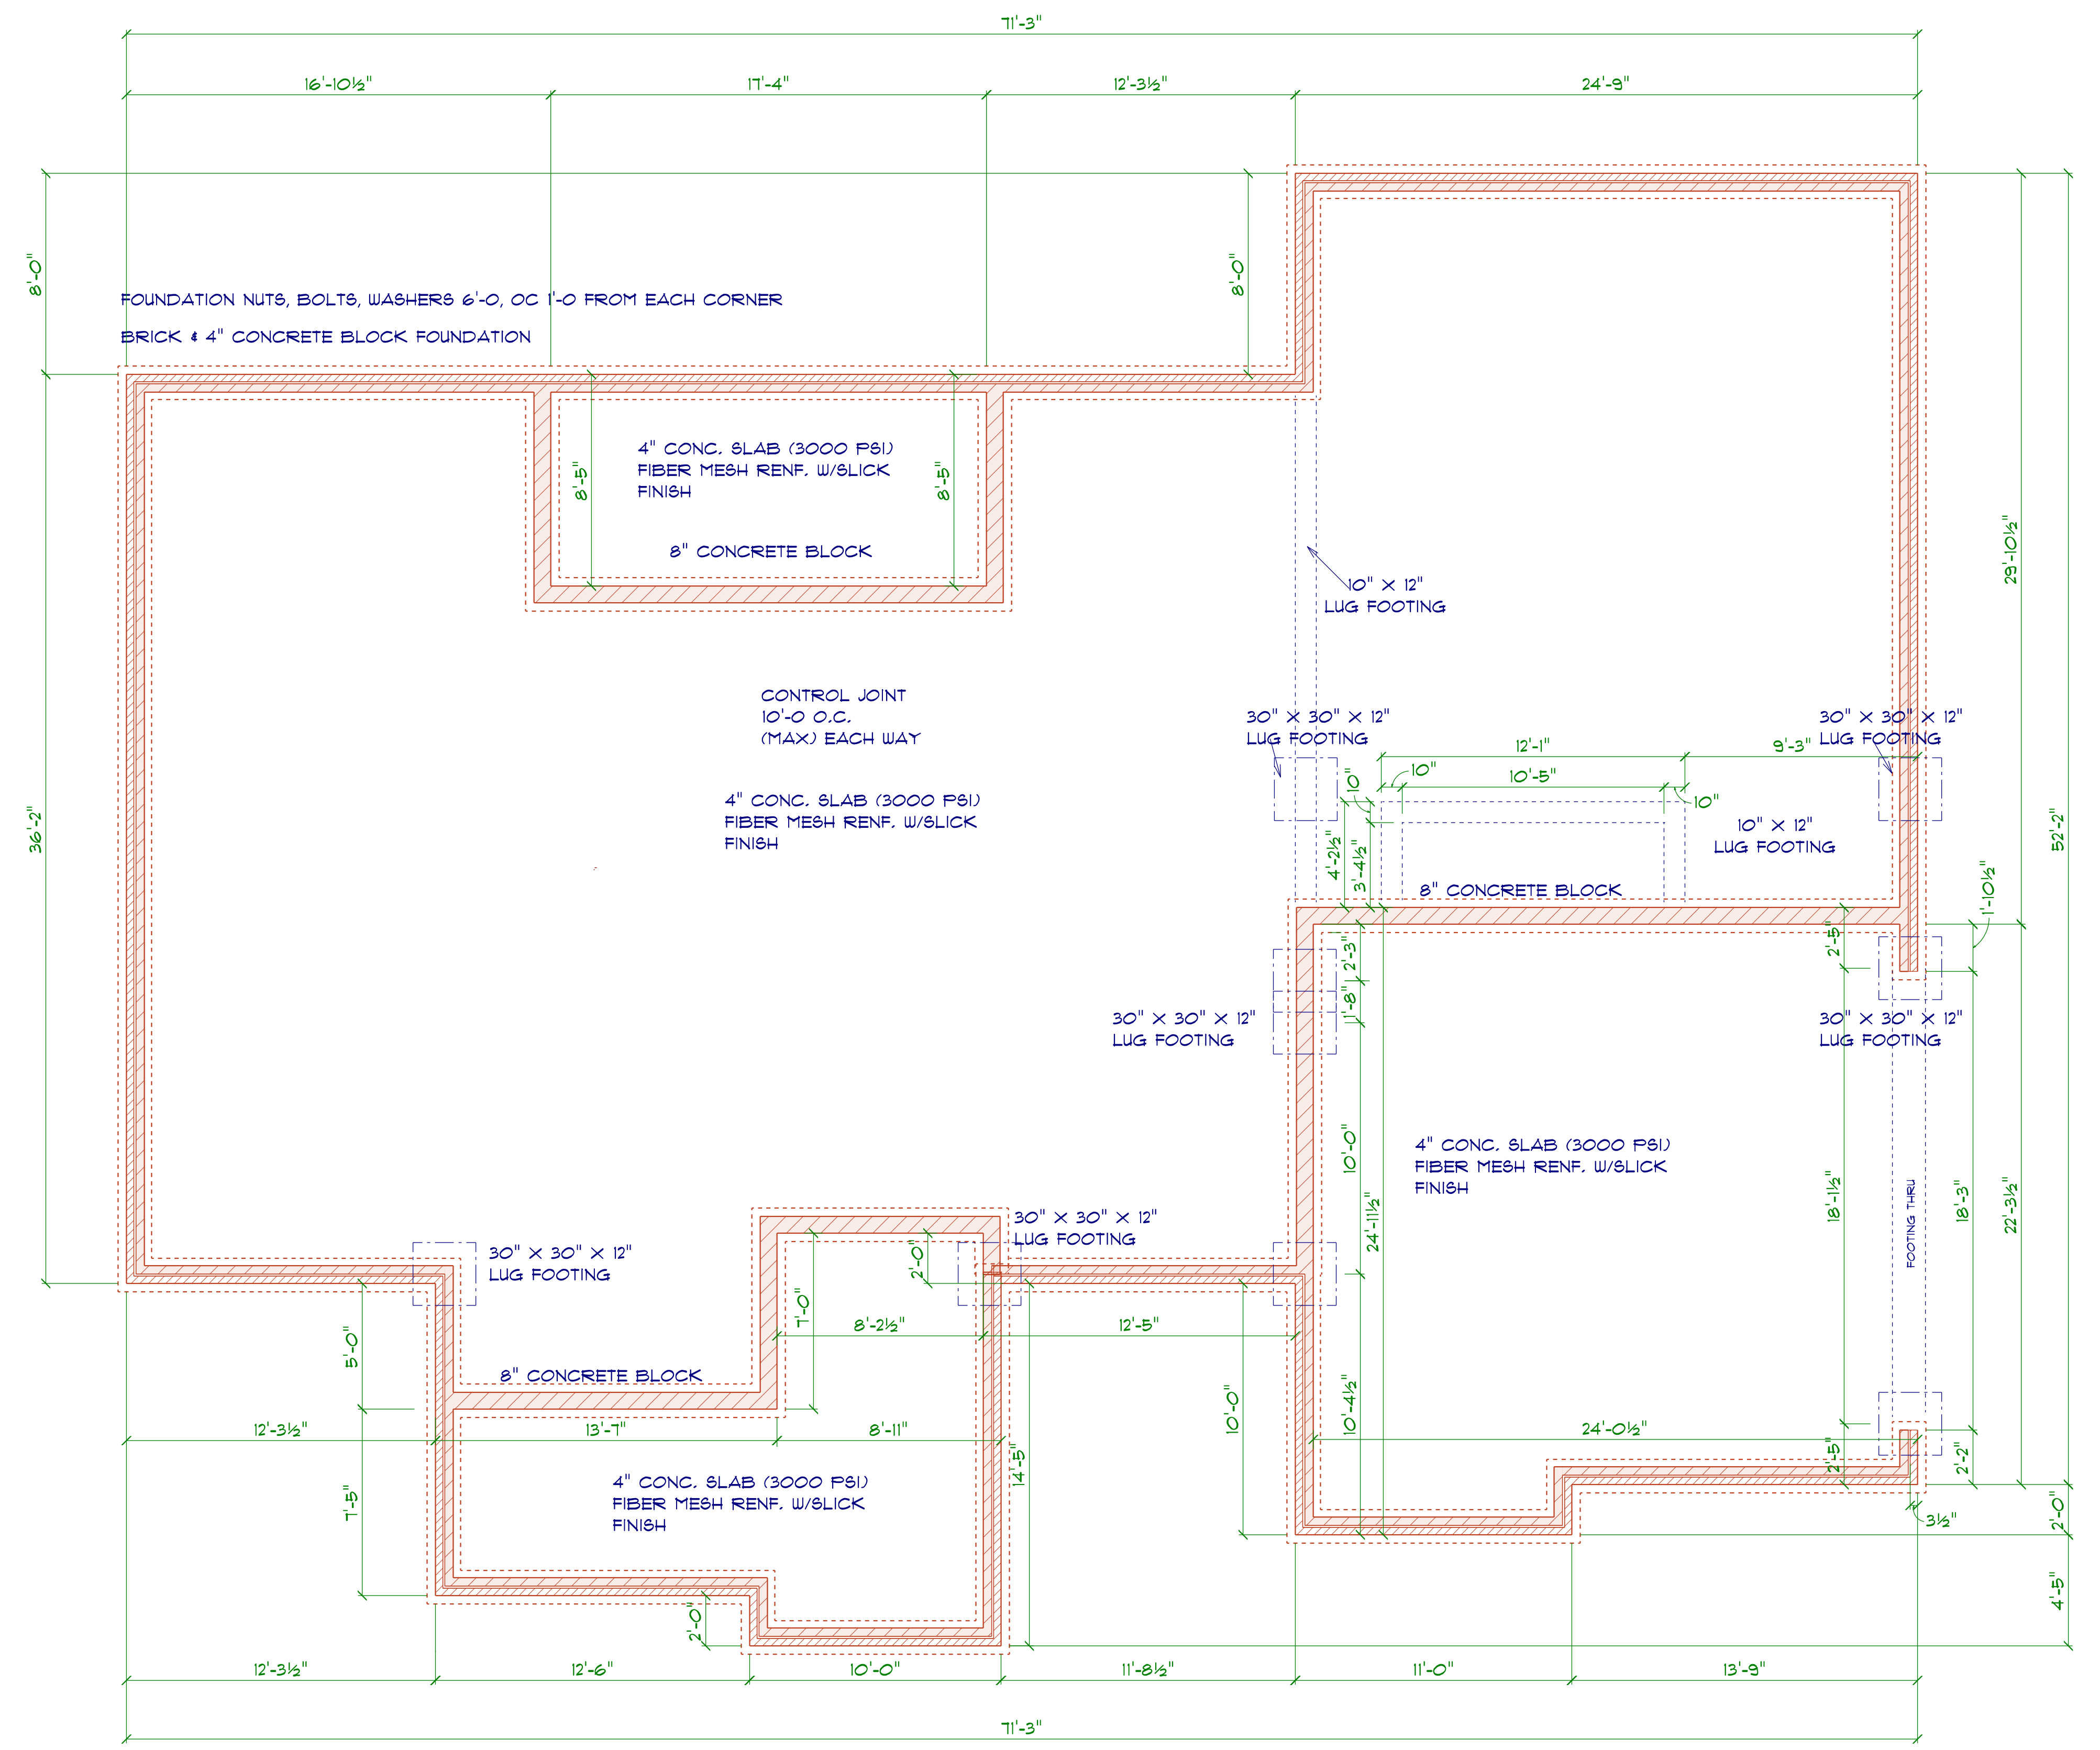 71'-3"
16'-10½" 17'-4" 12'-3½" 24'-9"
8'-0"
8'-0"
FOUNDATION NUTS, BOLTS, WASHERS 6'-0, OC 1'-0 FROM EACH CORNER
BRICK & 4" CONCRETE BLOCK FOUNDATION
4" CONC. SLAB (3000 PSI)
FIBER MESH RENF. W/SLICK
FINISH
8'-5"
8'-5"
8" CONCRETE BLOCK
29'-10½"
10" X 12"
LUG FOOTING
CONTROL JOINT
10'-0 O.C.
(MAX) EACH WAY
30" X 30" X 12"
LUG FOOTING
30" X 30" X 12"
LUG FOOTING
12'-1"
9'-3"
10"
10"
10'-5"
10"
4" CONC. SLAB (3000 PSI)
FIBER MESH RENF. W/SLICK
FINISH
36'-2"
4'-2½"
3'-4½"
10" X 12"
LUG FOOTING
52'-2"
8" CONCRETE BLOCK
1'-10½"
2'-3"
2'-5"
1'-8"
30" X 30" X 12"
LUG FOOTING
30" X 30" X 12"
LUG FOOTING
10'-0"
4" CONC. SLAB (3000 PSI)
FIBER MESH RENF. W/SLICK
FINISH
24'-11½"
18'-1½"
FOOTING THRU
18'-3"
22'-3½"
30" X 30" X 12"
LUG FOOTING
30" X 30" X 12"
LUG FOOTING
2'-0"
7'-0"
8'-2½"
12'-5"
5'-0"
8" CONCRETE BLOCK
10'-0"
10'-4½"
12'-3½"
13'-7"
8'-11"
24'-0½"
14'-5"
2'-5"
2'-2"
4" CONC. SLAB (3000 PSI)
FIBER MESH RENF. W/SLICK
FINISH
7'-5"
3½"
2'-0"
4'-5"
2'-0"
12'-3½" 12'-6" 10'-0" 11'-8½" 11'-0" 13'-9"
71'-3"